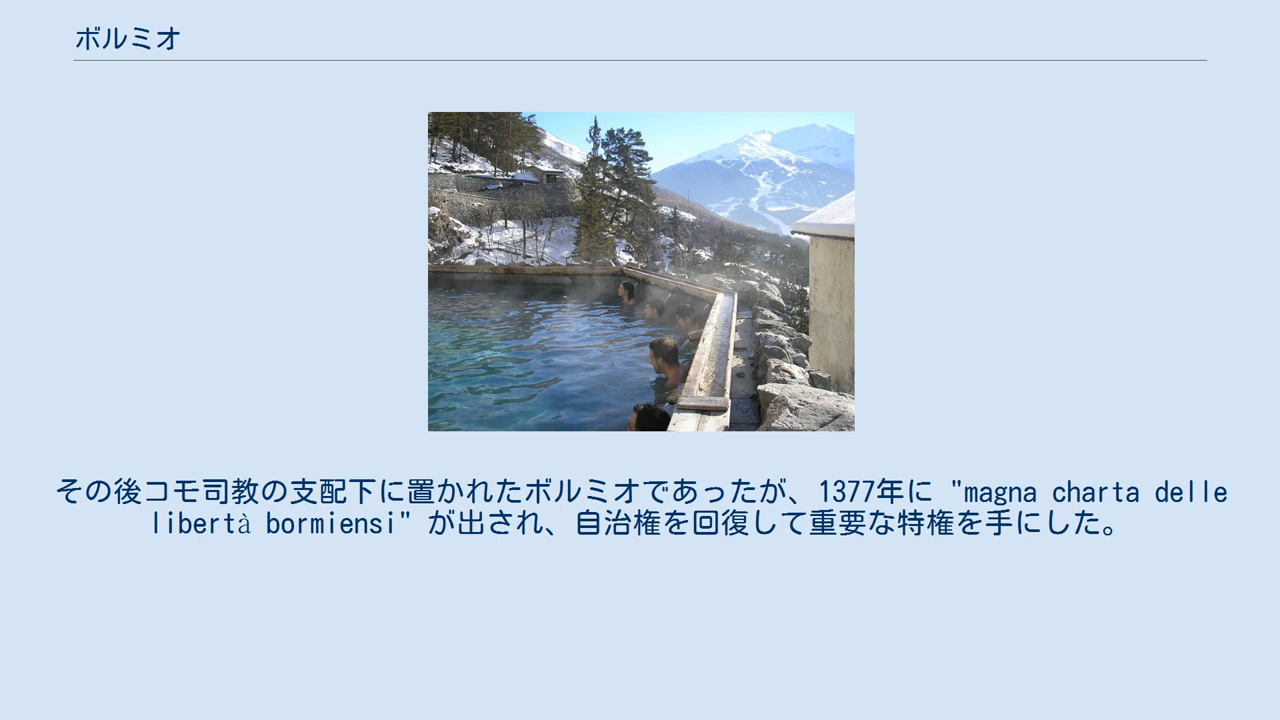 ボルミオ
その後コモ司教の支配下に置かれたボルミオであったが、1377年に "magna charta delle
libertà bormiensi" が出され、自治権を回復して重要な特権を手にした。